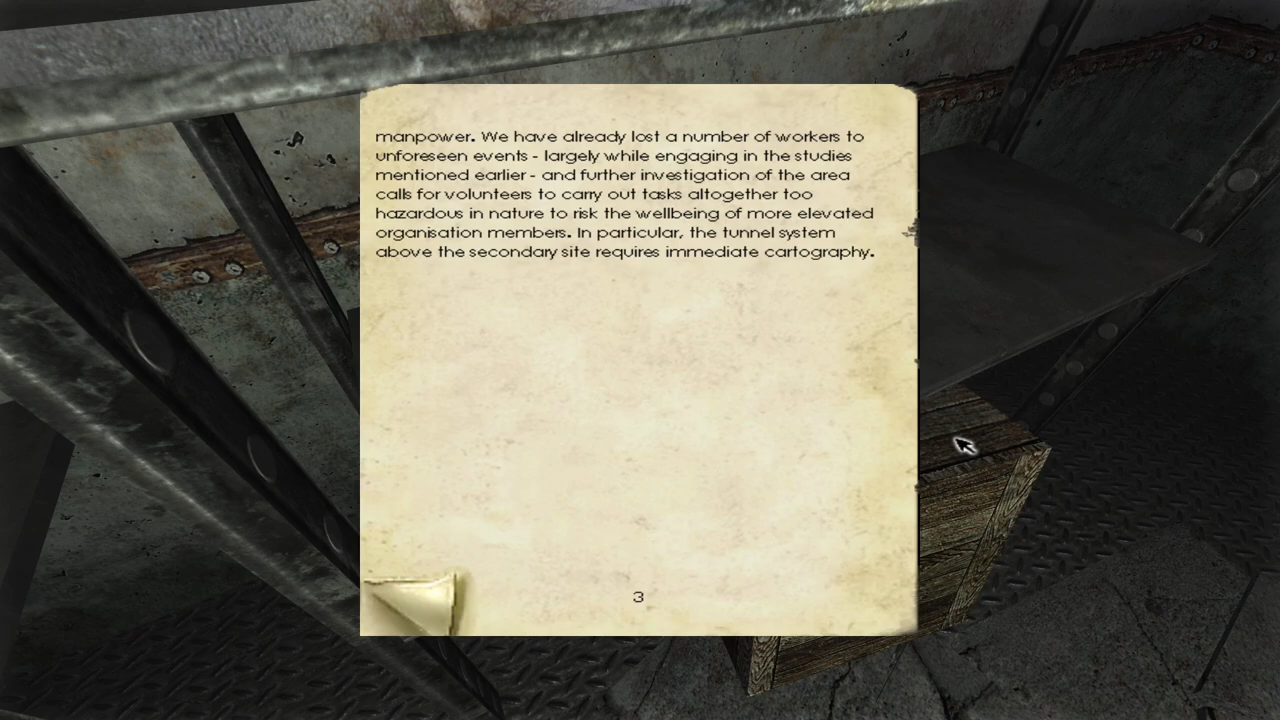 manpower. We have already lost a number of workers to
unforeseen events - largely while engaging in the studies
mentioned earlier - and further investigation of the area
calls for volunteers to carry out tasks altogether too
hazardous in nature to risk the wellbeing of more elevated
organisation members. In particular, the tunnel system
above the secondary site requires immediate cartography.
3